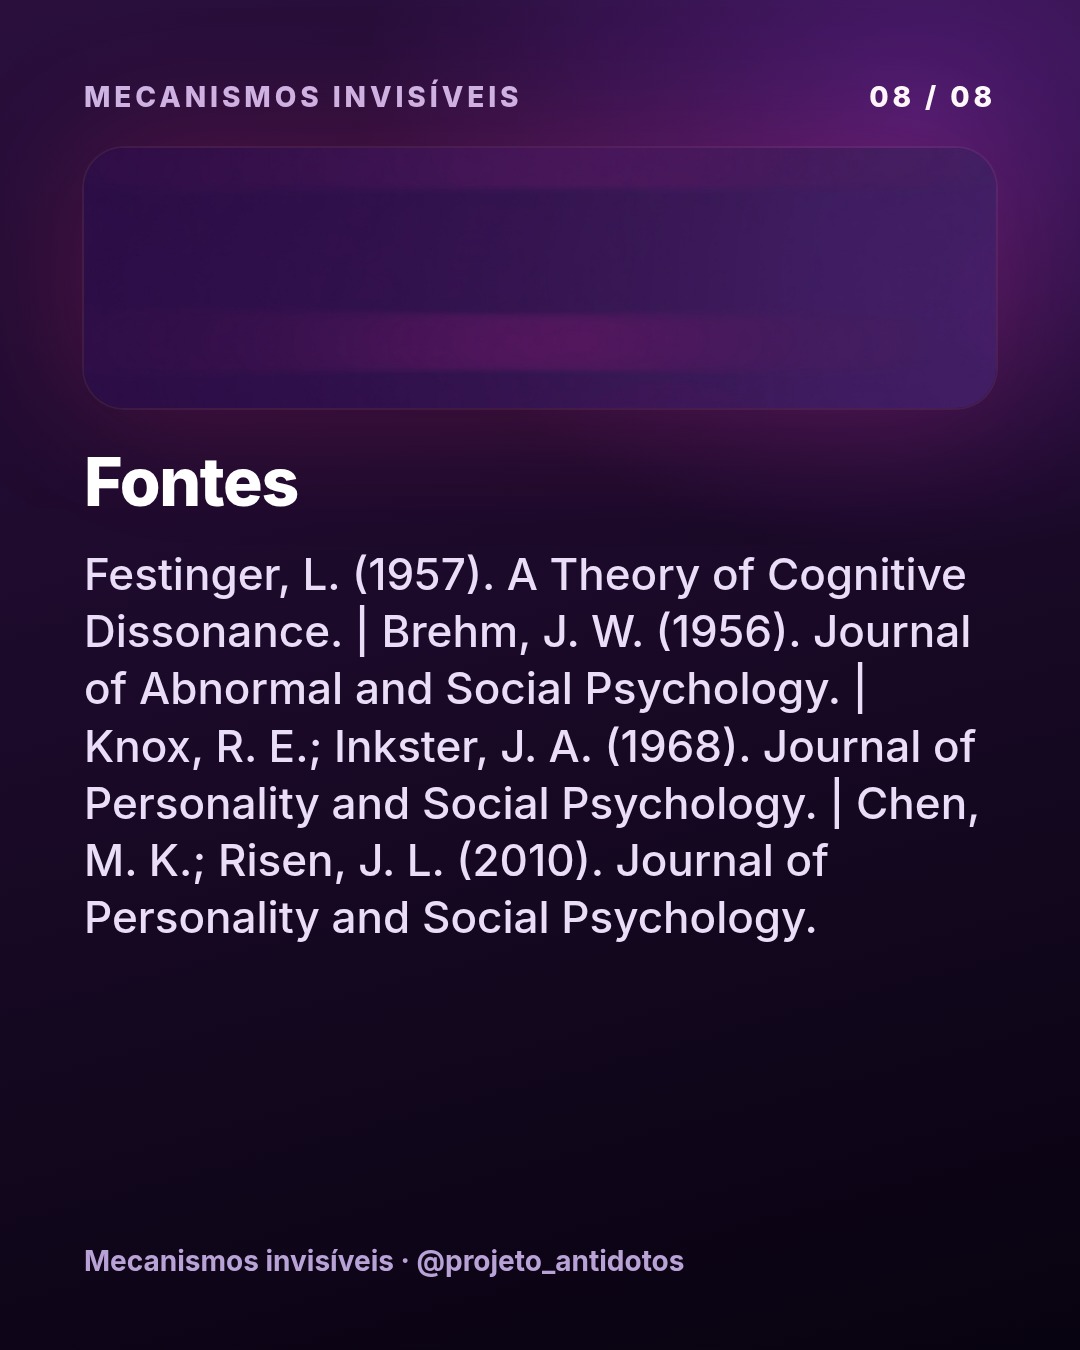 MECANISMOS INVISÍVEIS
08 / 08
Fontes
Festinger, L. (1957). A Theory of Cognitive
Dissonance. | Brehm, J. W. (1956). Journal
of Abnormal and Social Psychology. |
Knox, R. E.; Inkster, J. A. (1968). Journal of
Personality and Social Psychology. | Chen,
M. K.; Risen, J. L. (2010). Journal of
Personality and Social Psychology.
Mecanismos invisíveis · @projeto_antidotos